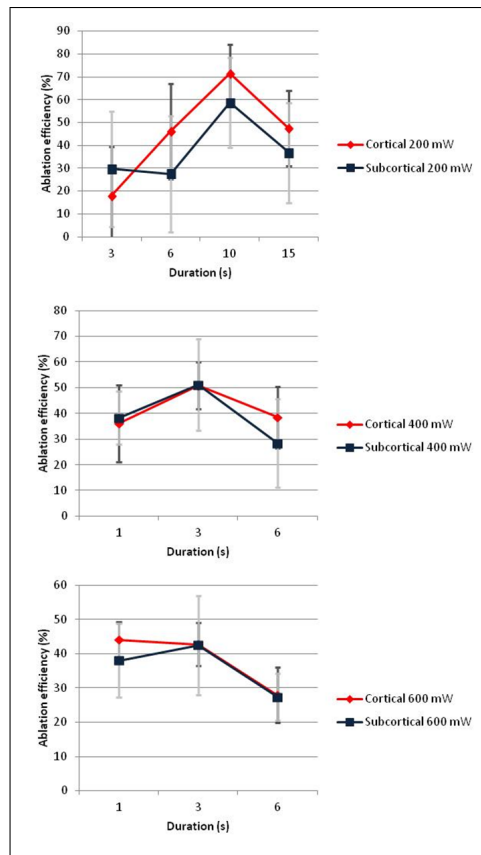 90
80
70
60
50
40
30
20
10
0
Ablation efficiency (%)
3 6 10 15
Duration (s)
Cortical 200 mW
Subcortical 200 mW
80
70
60
50
40
30
20
10
0
Ablation efficiency (%)
1 3 6
Duration (s)
Cortical 400 mW
Subcortical 400 mW
60
50
40
30
20
10
0
Ablation efficiency (%)
1 3 6
Duration (s)
Cortical 600 mW
Subcortical 600 mW